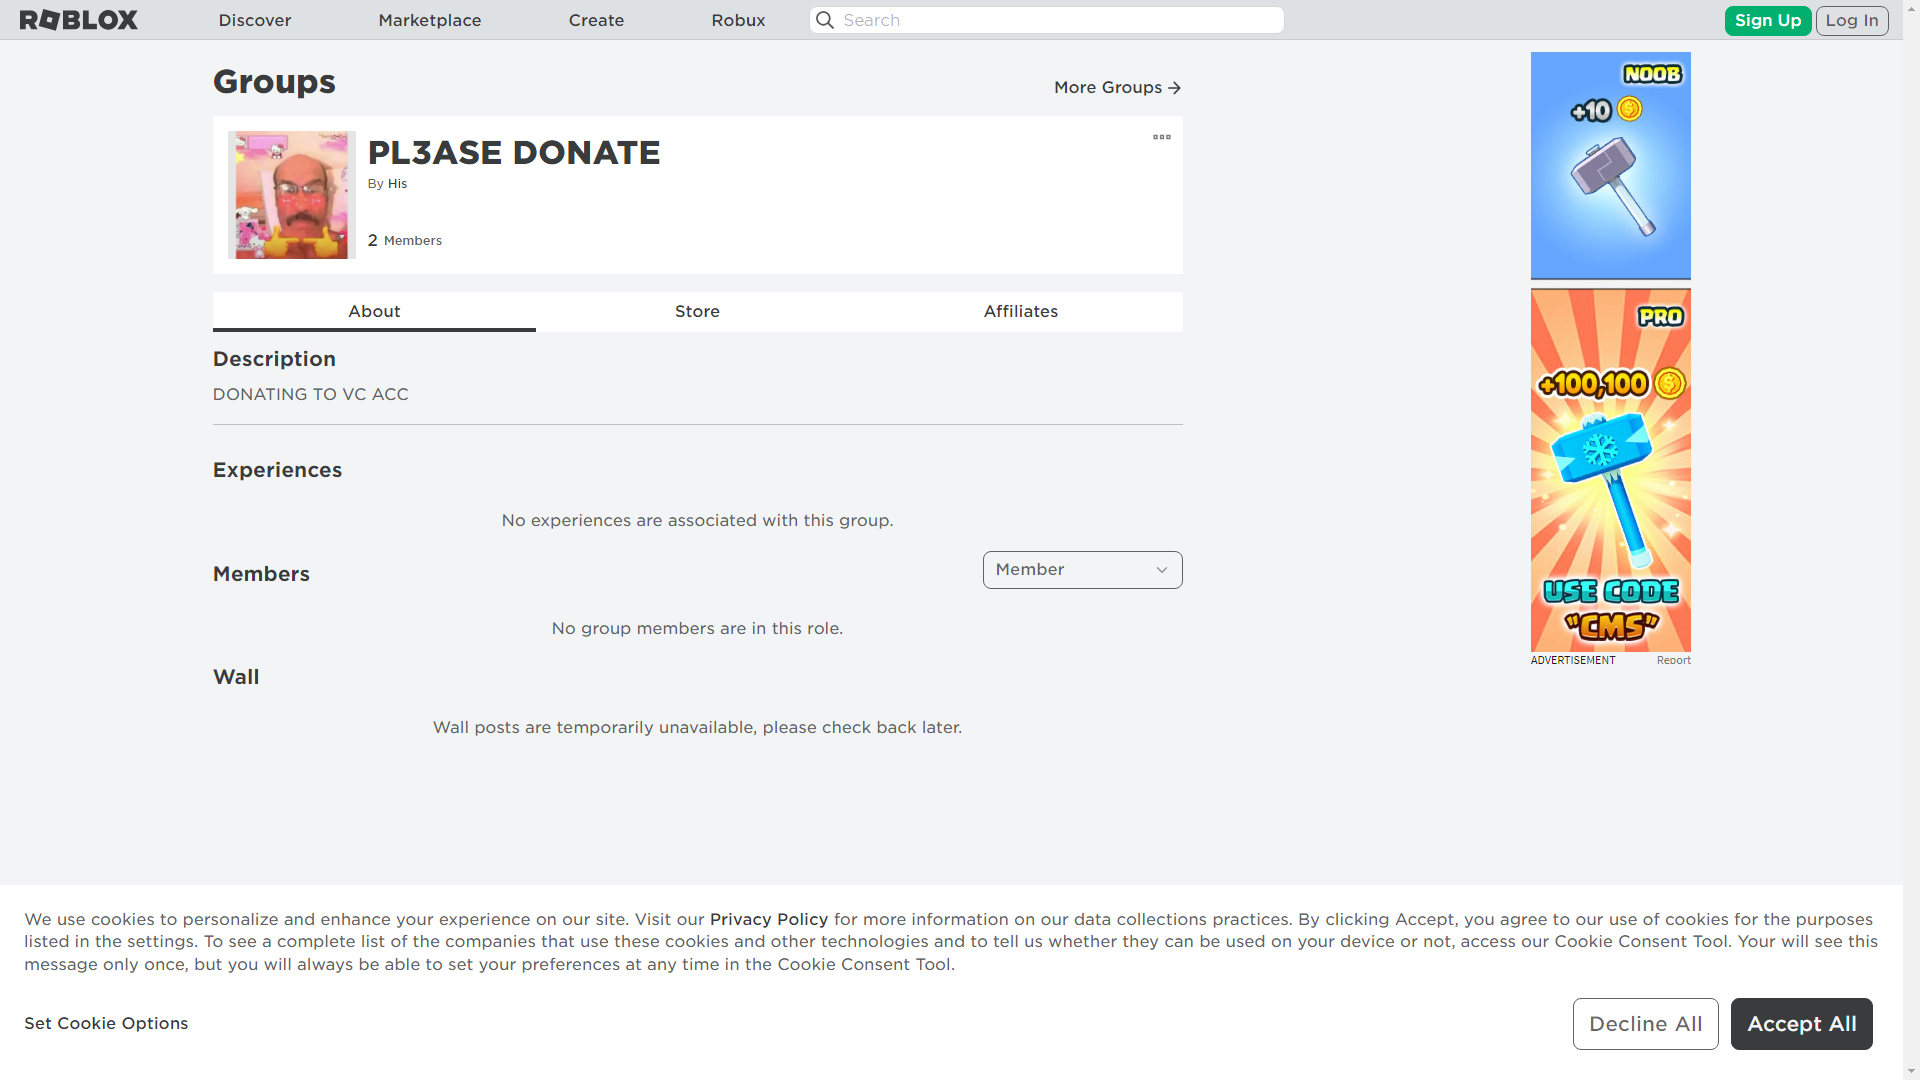 ROBLOX
Discover
Marketplace
Create
Robux
Search
Sign Up
Log In
Groups
More Groups
PL3ASE DONATE
By His
2 Members
About
Store
Affiliates
Description
DONATING TO VC ACC
Experiences
No experiences are associated with this group.
Members
Member
No group members are in this role.
Wall
Wall posts are temporarily unavailable, please check back later.
NOOB
+10
PRO
+100,100
USE CODE
"CMS"
ADVERTISEMENT
Report
We use cookies to personalize and enhance your experience on our site. Visit our Privacy Policy for more information on our data collections practices. By clicking Accept, you agree to our use of cookies for the purposes
listed in the settings. To see a complete list of the companies that use these cookies and other technologies and to tell us whether they can be used on your device or not, access our Cookie Consent Tool. Your will see this
message only once, but you will always be able to set your preferences at any time in the Cookie Consent Tool.
Set Cookie Options
Decline All
Accept All